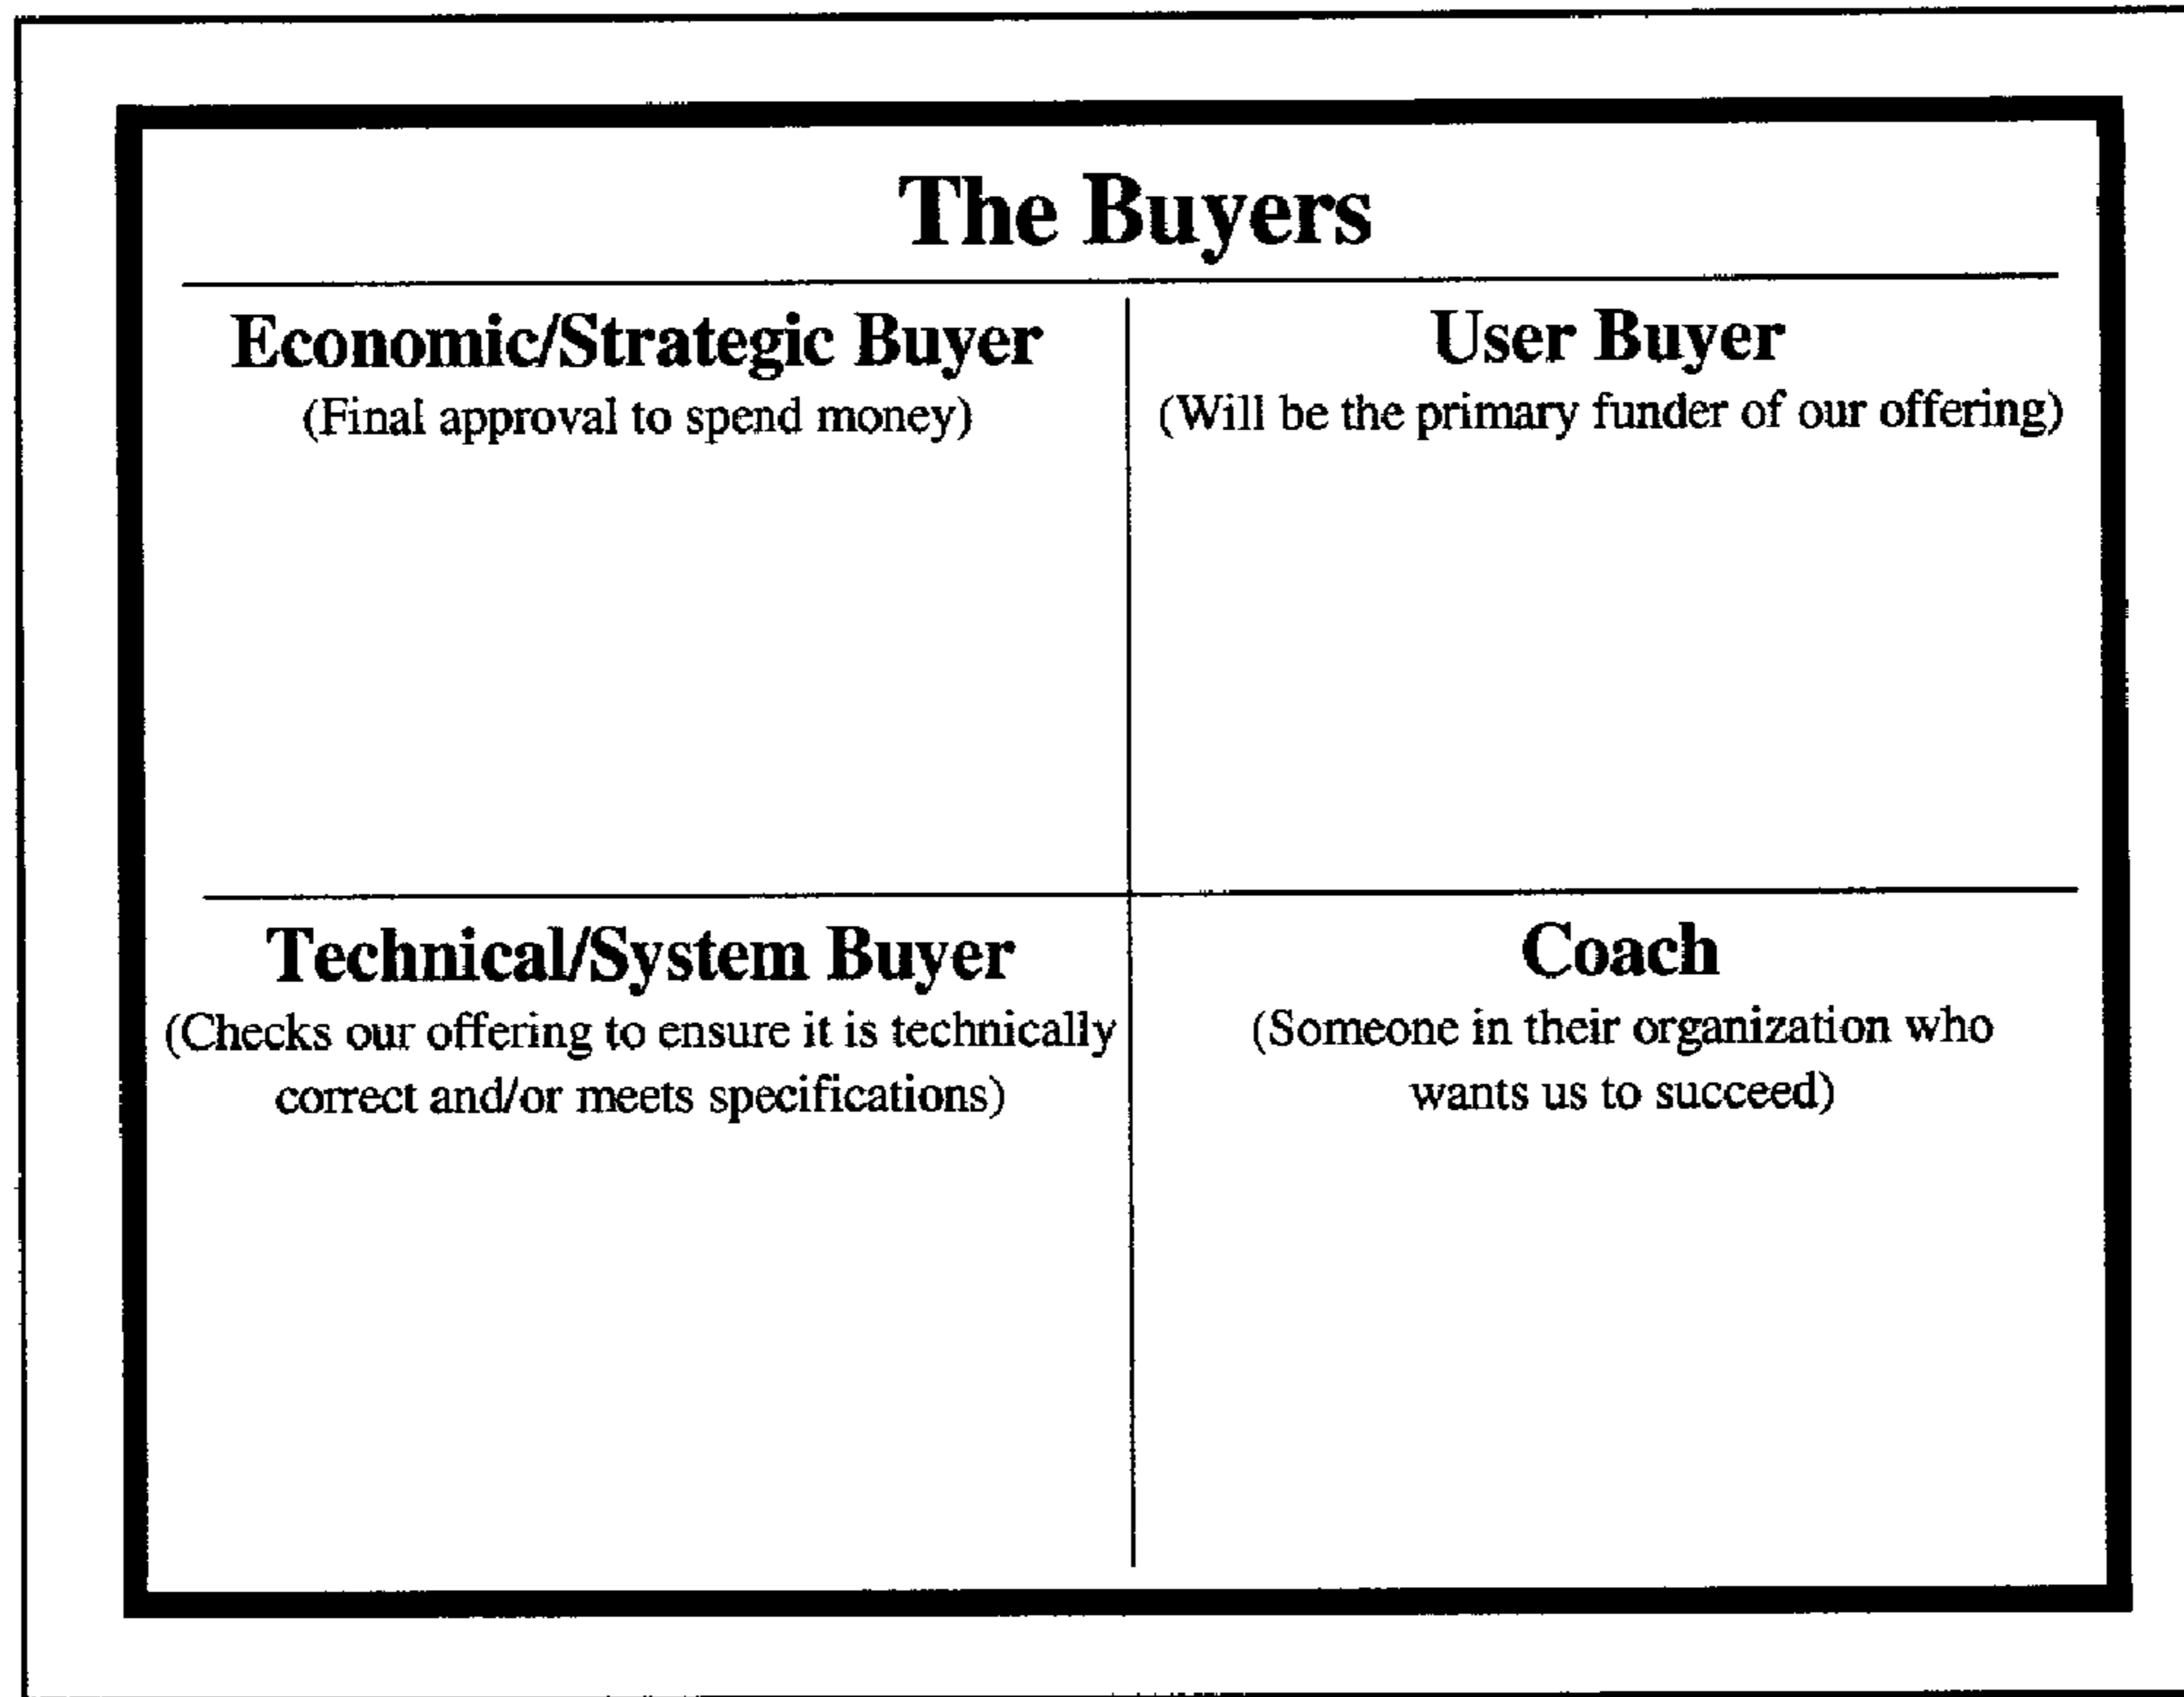 The Buyers
Economic/Strategic Buyer
(Final approval to spend money)
User Buyer
(Will be the primary funder of our offering)
Technical/System Buyer
(Checks our offering to ensure it is technically
correct and/or meets specifications)
Coach
(Someone in their organization who
wants us to succeed)